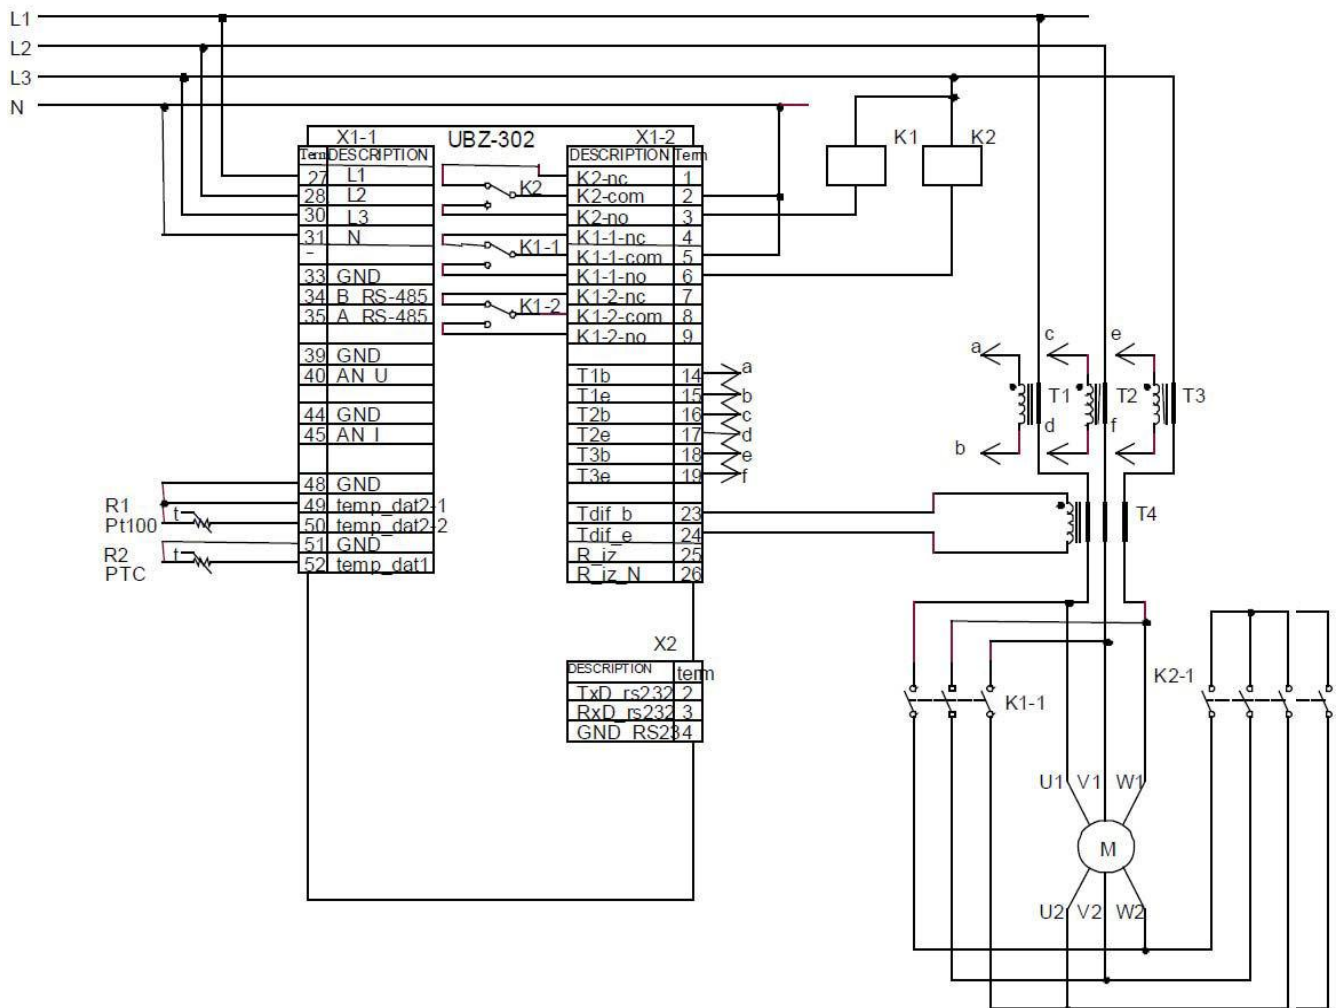 L1
L2
L3
N
X1-1
UBZ-302
X1-2
Term DESCRIPTION
27 L1
28 L2
30 L3
31 N
-
33 GND
34 B RS-485
35 A RS-485
39 GND
40 AN U
44 GND
45 AN I
48 GND
49 temp_dat2-1
50 temp_dat2-2
51 GND
52 temp_dat1
K2
K1-1
K1-2
DESCRIPTION Term
K2-nc 1
K2-com 2
K2-no 3
K1-1-nc 4
K1-1-com 5
K1-1-no 6
K1-2-nc 7
K1-2-com 8
K1-2-no 9
T1b 14 a
T1e 15 b
T2b 16 c
T2e 17 d
T3b 18 e
T3e 19 f
Tdif_b 23
Tdif_e 24
R_iz 25
R_iz_N 26
R1 t
Pt100
R2 t
PTC
X2
DESCRIPTION term
TxD_rs232 2
RxD_rs232 3
GND_RS23 4
K1 K2
a c e
T1 T2 T3
b d f
T4
K1-1
K2-1
U1 V1 W1
M
U2 V2 W2